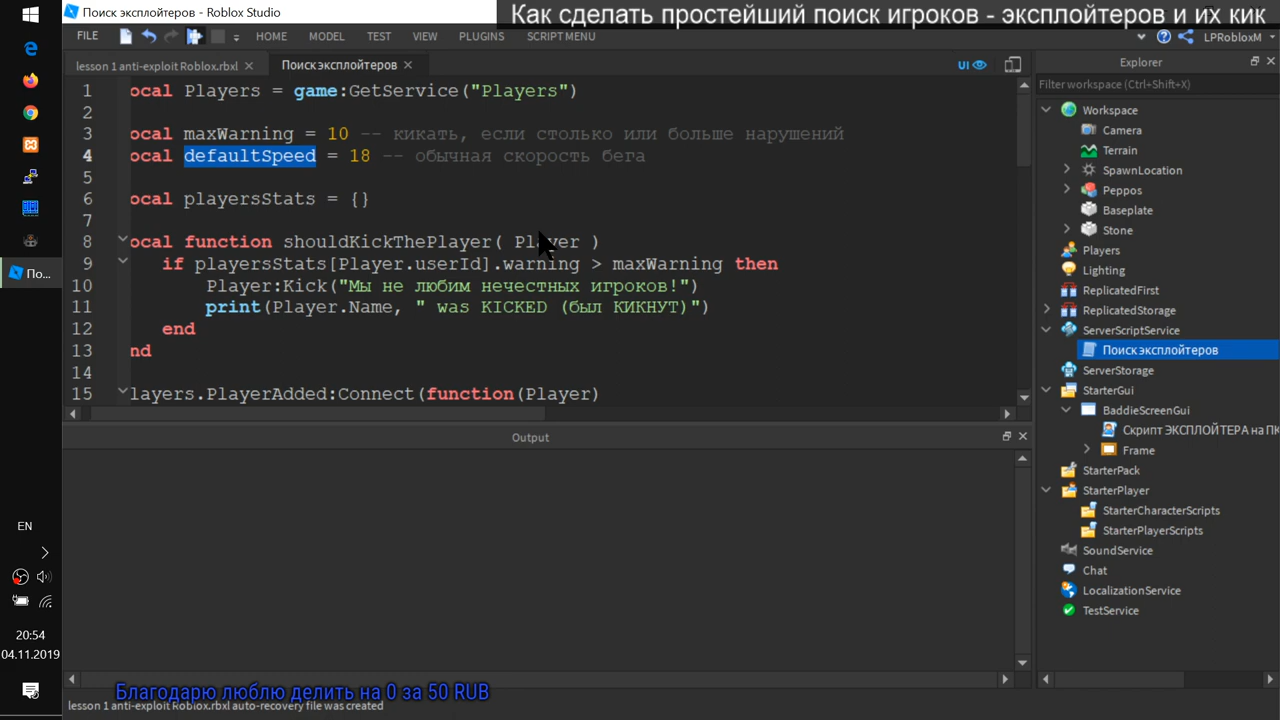 Поиск эксплойтеров - Roblox Studio
Как сделать простейший поиск игроков - эксплойтеров и их кик
FILE HOME MODEL TEST VIEW PLUGINS SCRIPT MENU LPRobloxM
lesson 1 anti-exploit Roblox.rbxl × Поиск эксплойтеров × UI
Explorer
Filter workspace (Ctrl+Shift+X)
1 ocal Players = game:GetService("Players")
2
3 ocal maxWarning = 10 -- кикать, если столько или больше нарушений
4 ocal defaultSpeed = 18 -- обычная скорость бега
5
6 ocal playersStats = {}
7
8 ocal function shouldKickThePlayer( Player )
9 if playersStats[Player.userId].warning > maxWarning then
10 Player:Kick("Мы не любим нечестных игроков!")
11 print(Player.Name, " was KICKED (был КИКНУТ)")
12 end
13 nd
14
15 layers.PlayerAdded:Connect(function(Player)
Output
Workspace
Camera
Terrain
SpawnLocation
Peppos
Baseplate
Stone
Players
Lighting
ReplicatedFirst
ReplicatedStorage
ServerScriptService
Поиск эксплойтеров
ServerStorage
StarterGui
BaddieScreenGui
Скрипт ЭКСПЛОЙТЕРА на ПК
Frame
StarterPack
StarterPlayer
StarterCharacterScripts
StarterPlayerScripts
SoundService
Chat
LocalizationService
TestService
По...
EN
20:54
04.11.2019
Благодарю люблю делить на 0 за 50 RUB
lesson 1 anti-exploit Roblox.rbxl auto-recovery file was created